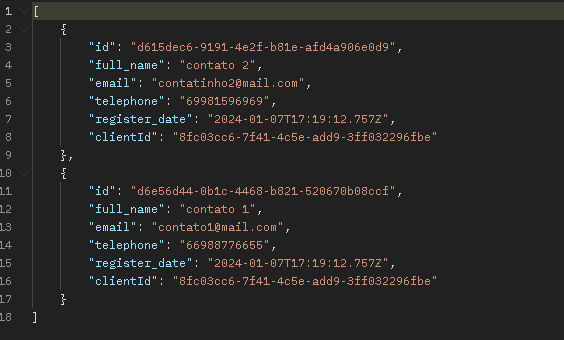 1 [
2 {
3 "id": "d615dec6-9191-4e2f-b81e-afd4a906e0d9",
4 "full_name": "contato 2",
5 "email": "contatinho2@mail.com",
6 "telephone": "69981596969",
7 "register_date": "2024-01-07T17:19:12.757Z",
8 "clientId": "8fc03cc6-7f41-4c5e-add9-3ff032296fbe"
9 },
10 {
11 "id": "d6e56d44-0b1c-4468-b821-520670b08ccf",
12 "full_name": "contato 1",
13 "email": "contato1@mail.com",
14 "telephone": "66988776655",
15 "register_date": "2024-01-07T17:19:12.757Z",
16 "clientId": "8fc03cc6-7f41-4c5e-add9-3ff032296fbe"
17 }
18 ]